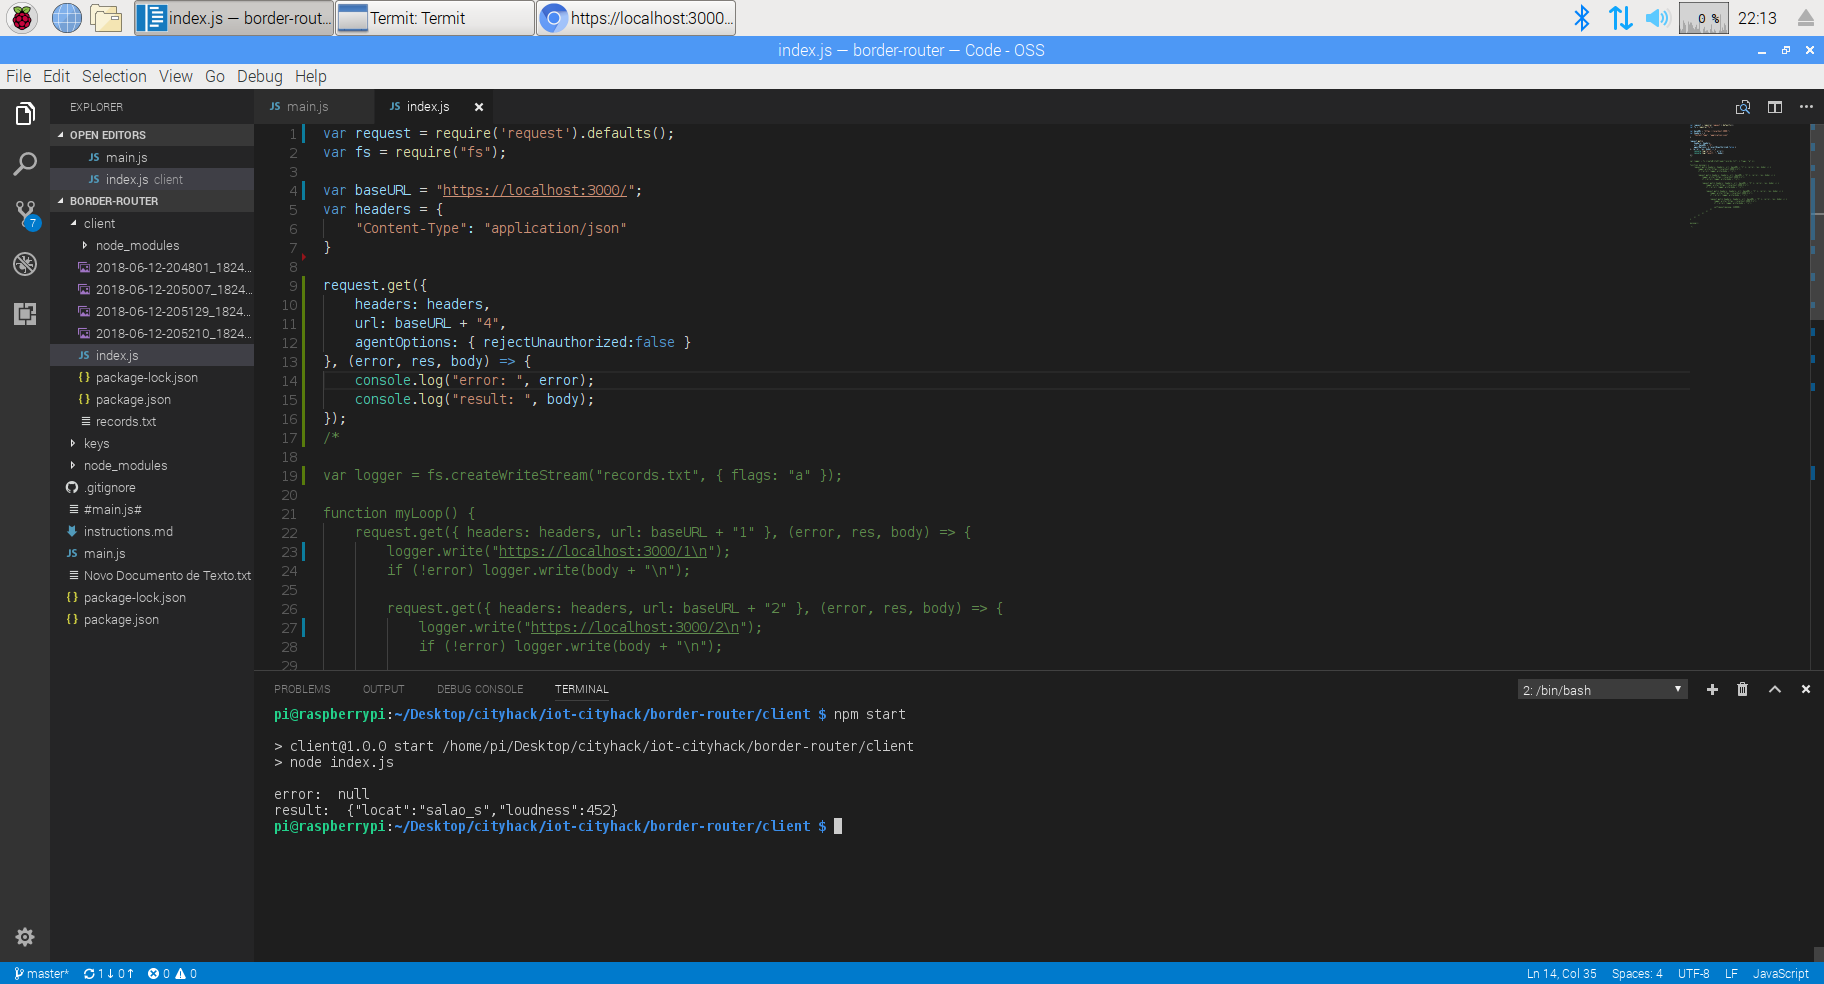 index.js — border-rout...
Termit: Termit
https://localhost:3000...
0 %
22:13
index.js — border-router — Code - OSS
File Edit Selection View Go Debug Help
EXPLORER
OPEN EDITORS
JS main.js
JS index.js client
BORDER-ROUTER
client
node_modules
2018-06-12-204801_1824...
2018-06-12-205007_1824...
2018-06-12-205129_1824...
2018-06-12-205210_1824...
JS index.js
{} package-lock.json
{} package.json
records.txt
keys
node_modules
.gitignore
#main.js#
instructions.md
JS main.js
Novo Documento de Texto.txt
{} package-lock.json
{} package.json
7
JS main.js
JS index.js
1 var request = require('request').defaults();
2 var fs = require("fs");
3
4 var baseURL = "https://localhost:3000/";
5 var headers = {
6 "Content-Type": "application/json"
7 }
8
9 request.get({
10 headers: headers,
11 url: baseURL + "4",
12 agentOptions: { rejectUnauthorized:false }
13 }, (error, res, body) => {
14 console.log("error: ", error);
15 console.log("result: ", body);
16 });
17 /*
18
19 var logger = fs.createWriteStream("records.txt", { flags: "a" });
20
21 function myLoop() {
22 request.get({ headers: headers, url: baseURL + "1" }, (error, res, body) => {
23 logger.write("https://localhost:3000/1\n");
24 if (!error) logger.write(body + "\n");
25
26 request.get({ headers: headers, url: baseURL + "2" }, (error, res, body) => {
27 logger.write("https://localhost:3000/2\n");
28 if (!error) logger.write(body + "\n");
29
PROBLEMS OUTPUT DEBUG CONSOLE TERMINAL
2: /bin/bash
pi@raspberrypi:~/Desktop/cityhack/iot-cityhack/border-router/client $ npm start
> client@1.0.0 start /home/pi/Desktop/cityhack/iot-cityhack/border-router/client
> node index.js
error:  null
result:  {"locat":"salao_s","loudness":452}
pi@raspberrypi:~/Desktop/cityhack/iot-cityhack/border-router/client $
master* 1↓ 0↑ 0 0
Ln 14, Col 35 Spaces: 4 UTF-8 LF JavaScript